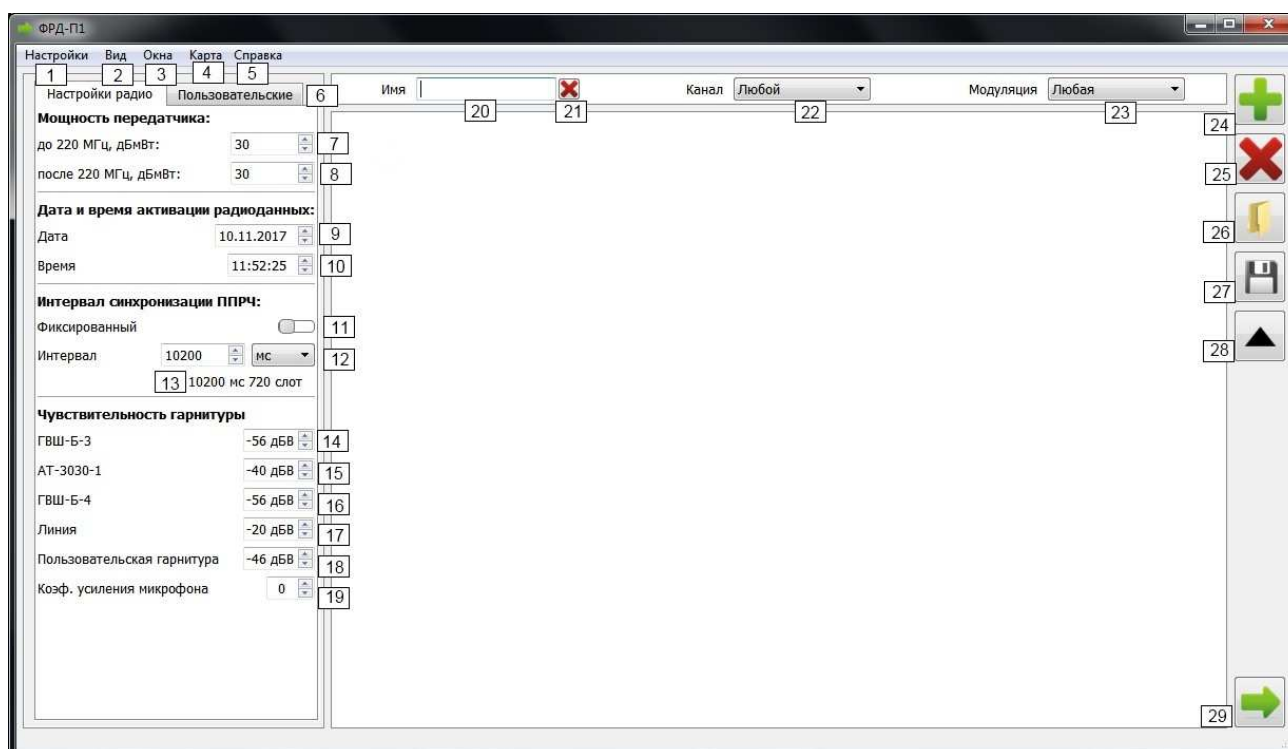 ФРД-П1
Настройки Вид Окна Карта Справка
1 2 3 4 5
Настройки радио Пользовательские 6
Имя 20 21 Канал Любой 22 Модуляция Любая 23
Мощность передатчика:
до 220 МГц, дБмВт: 30 7
после 220 МГц, дБмВт: 30 8
Дата и время активации радиоданных:
Дата 10.11.2017 9
Время 11:52:25 10
Интервал синхронизации ППРЧ:
Фиксированный 11
Интервал 10200 мс 12
13 10200 мс 720 слот
Чувствительность гарнитуры
ГВШ-Б-3 -56 дБВ 14
АТ-3030-1 -40 дБВ 15
ГВШ-Б-4 -56 дБВ 16
Линия -20 дБВ 17
Пользовательская гарнитура -46 дБВ 18
Коэф. усиления микрофона 0 19
24
25
26
27
28
29